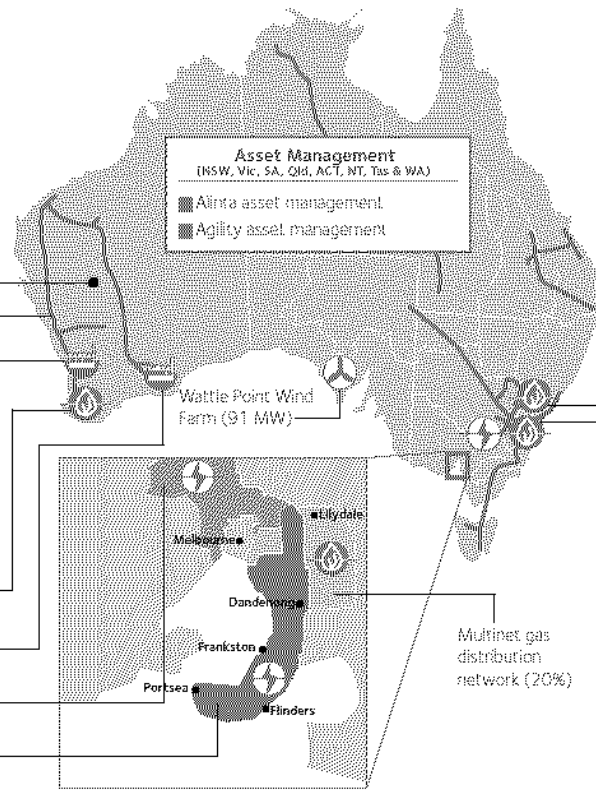 Asset Management
(NSW, Vic, SA, Qld, ACT, NT, Tas & WA)
Alinta asset management
Agility asset management
Wattle Point Wind
Farm (91 MW)
Lilydale
Melbourne
Dandenong
Frankston
Portsea
Flinders
Multinet gas
distribution
network (20%)